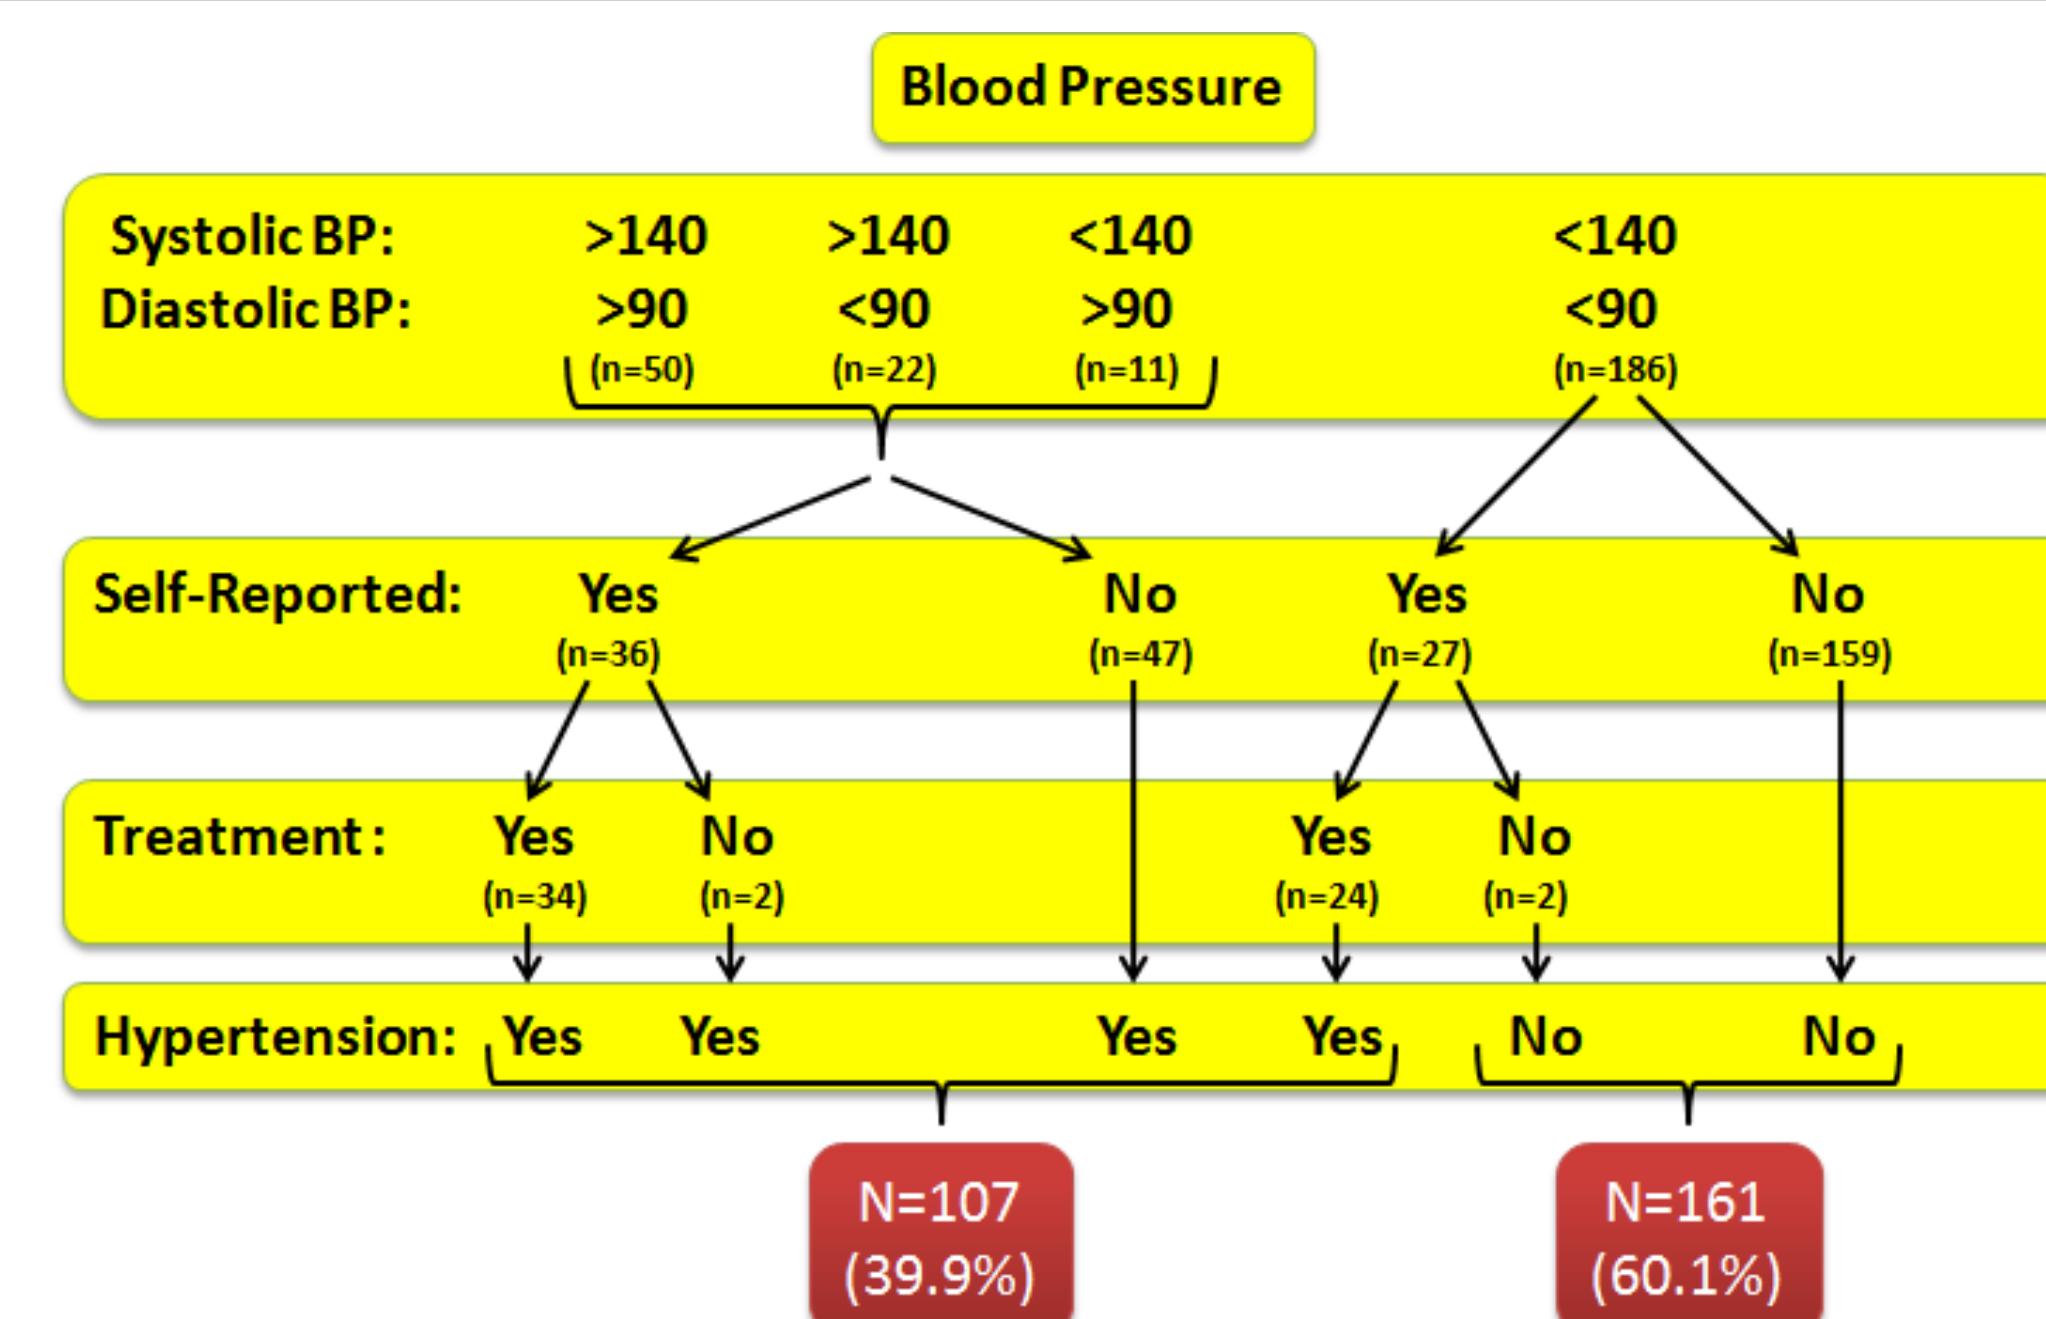 Blood Pressure
Systolic BP: >140 >140 <140 <140
Diastolic BP: >90 <90 >90 <90
(n=50) (n=22) (n=11) (n=186)
Self-Reported: Yes No Yes No
(n=36) (n=47) (n=27) (n=159)
Treatment: Yes No Yes No
(n=34) (n=2) (n=24) (n=2)
Hypertension: Yes Yes Yes Yes No No
N=107 N=161
(39.9%) (60.1%)